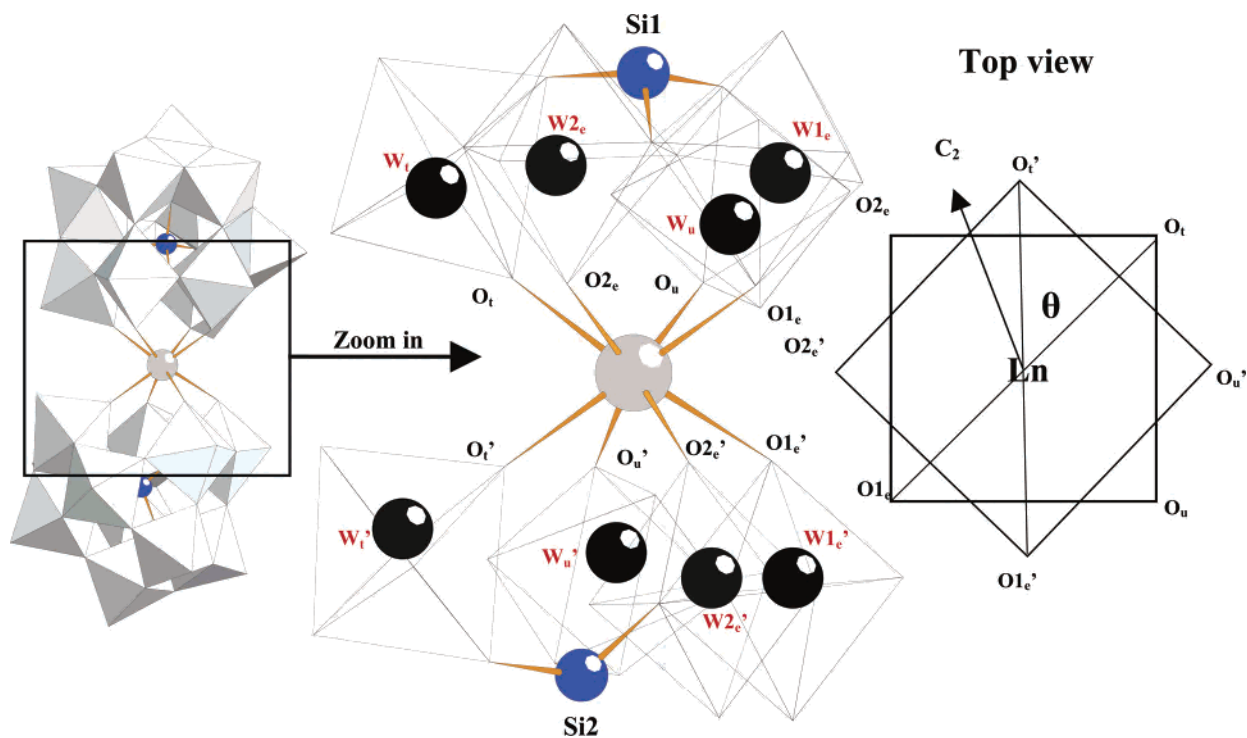 Si1
Top view
W2ₑ
W1ₑ
Wₜ
C₂
Oₜ'
O2ₑ
Wᵤ
Oₜ
O2ₑ
Oᵤ
Oₜ
O1ₑ
θ
Zoom in
O2ₑ'
Ln
Oᵤ'
Oₜ'
Oᵤ'
O2ₑ'
O1ₑ'
O1ₑ
Oᵤ
Wₜ'
Wᵤ'
W1ₑ'
O1ₑ'
W2ₑ'
Si2